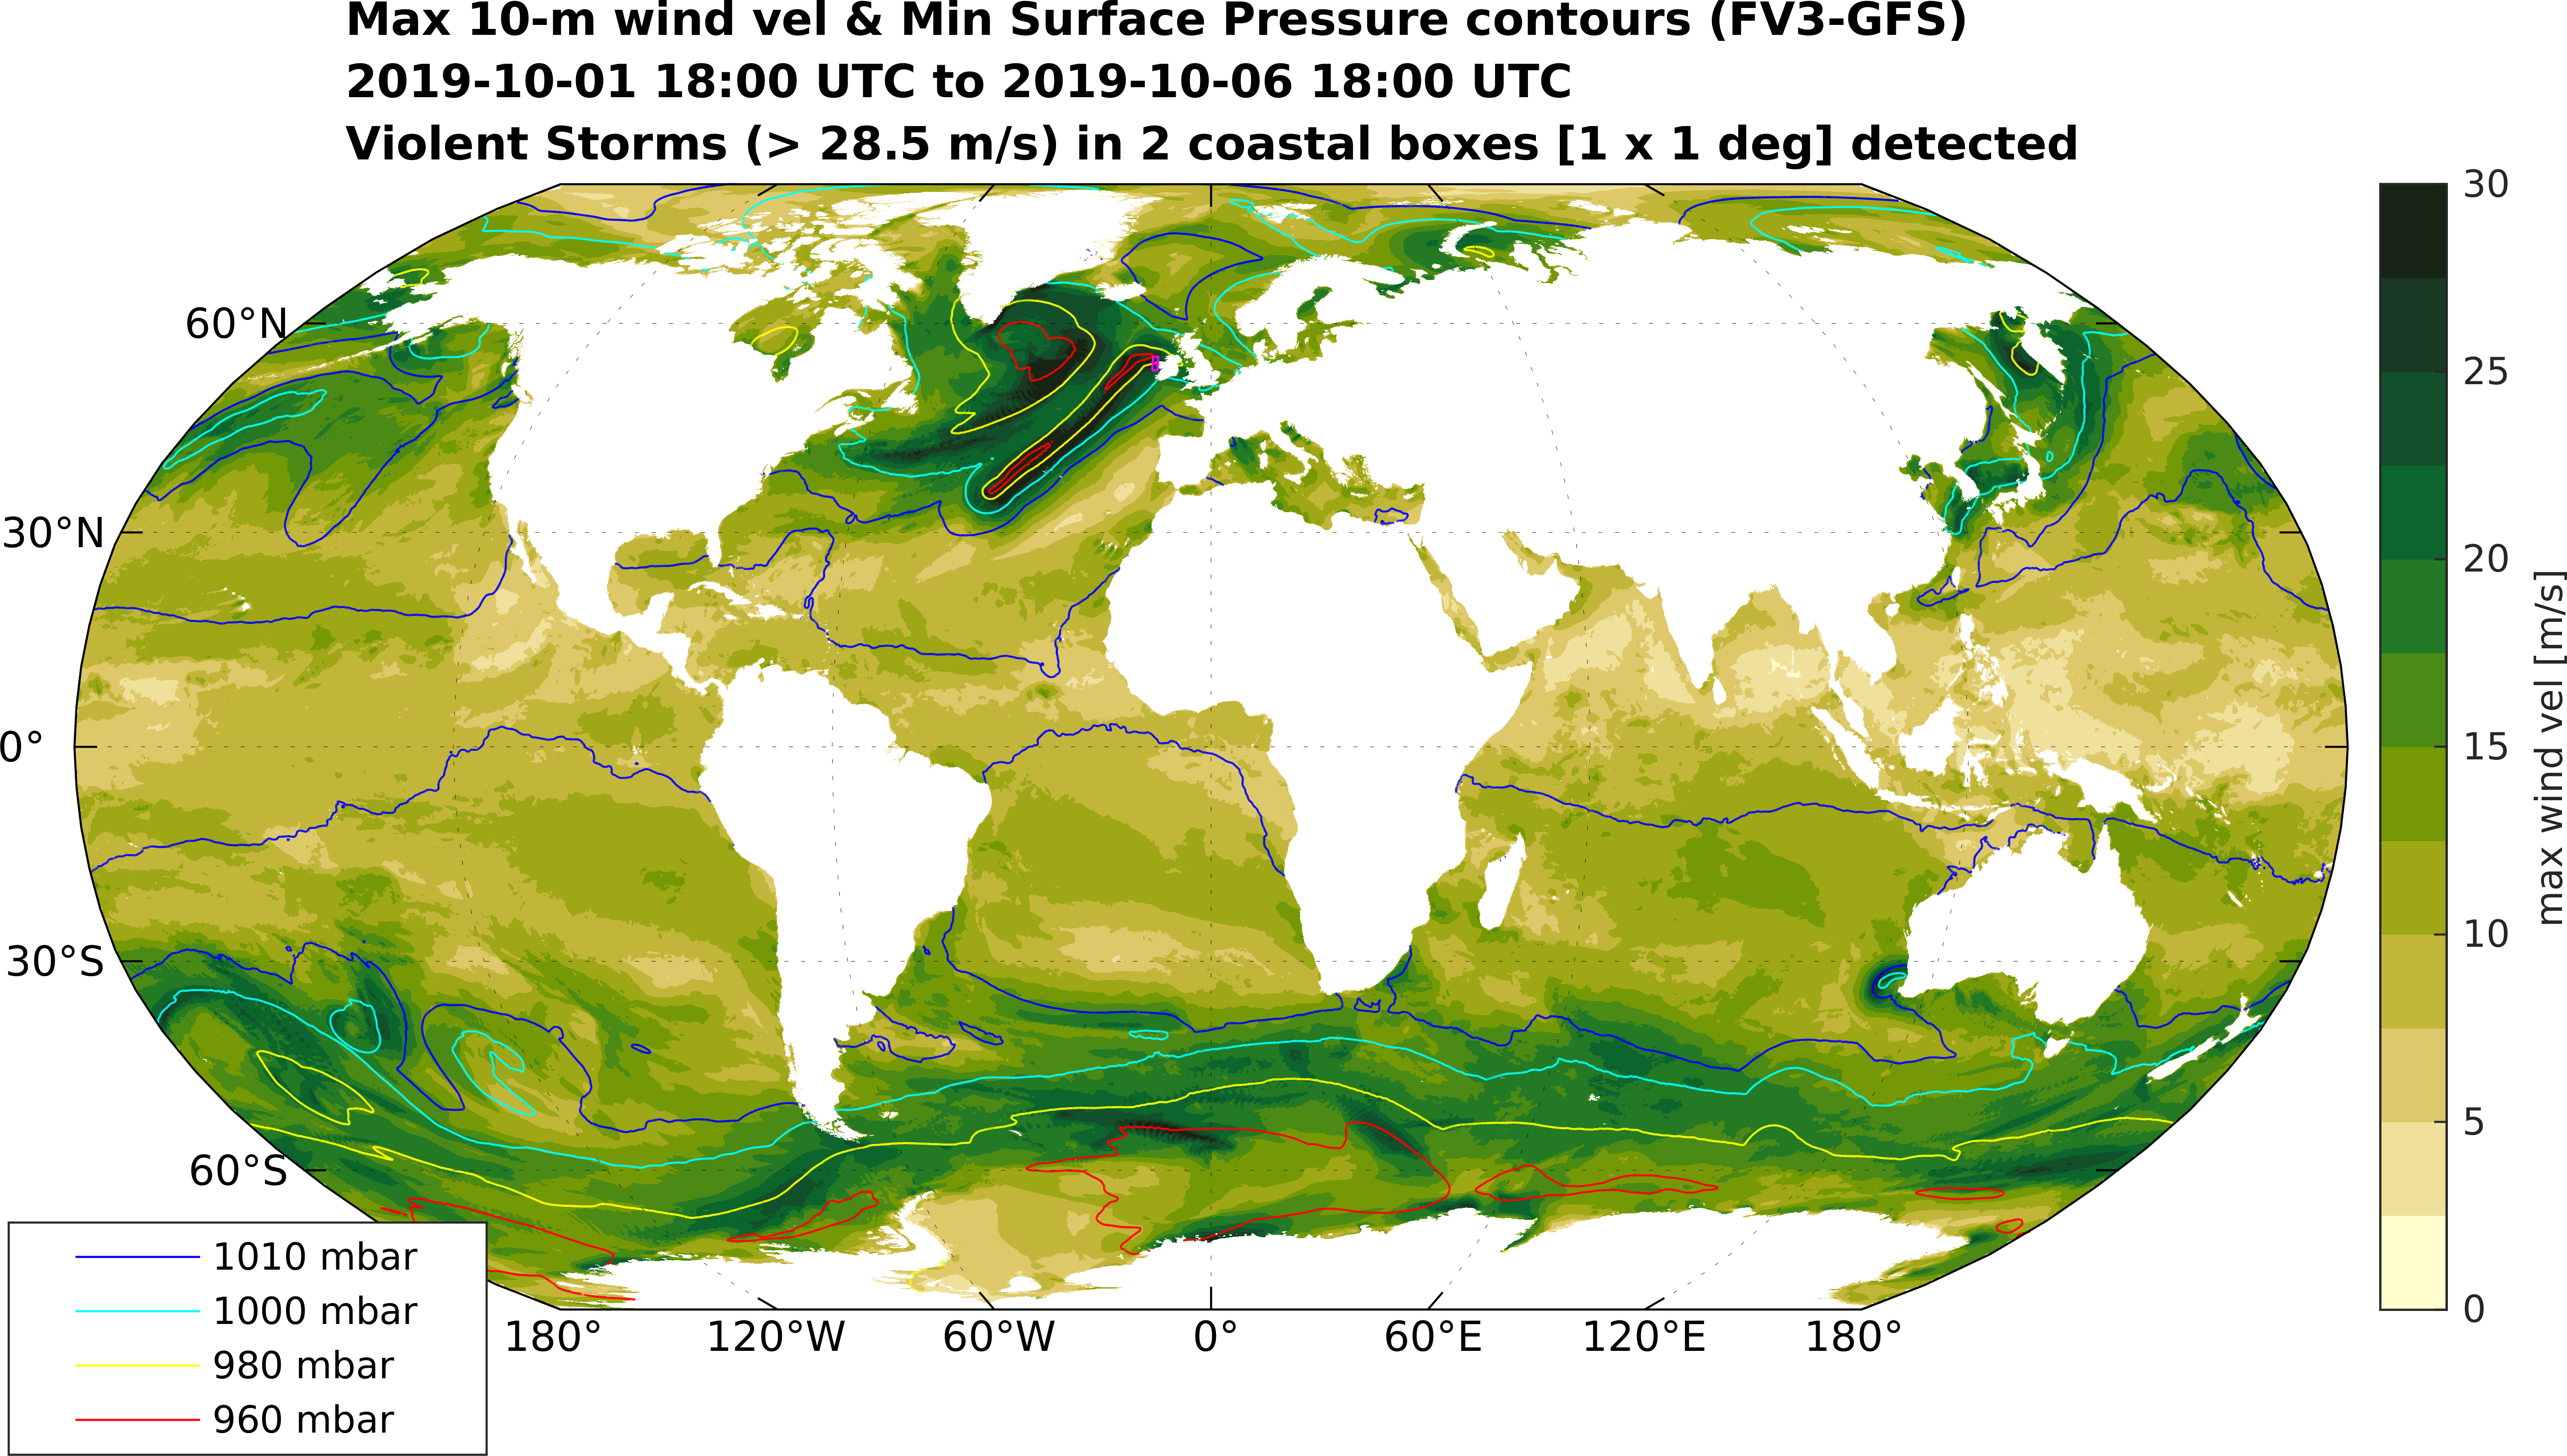 Max 10-m wind vel & Min Surface Pressure contours (FV3-GFS)
2019-10-01 18:00 UTC to 2019-10-06 18:00 UTC
Violent Storms (> 28.5 m/s) in 2 coastal boxes [1 x 1 deg] detected
60°N
30°N
0°
30°S
60°S
180°
120°W
60°W
0°
60°E
120°E
180°
30
25
20
15
10
5
0
max wind vel [m/s]
1010 mbar
1000 mbar
980 mbar
960 mbar